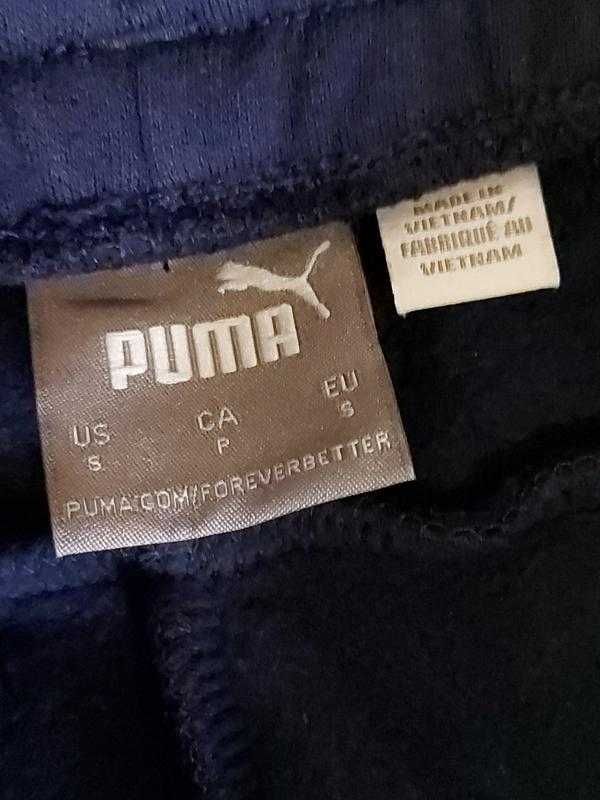 MADE IN
VIETNAM/
FABRIQUÉ AU
VIETNAM
PUMA
US CA EU
S P S
PUMA.COM/FOREVERBETTER